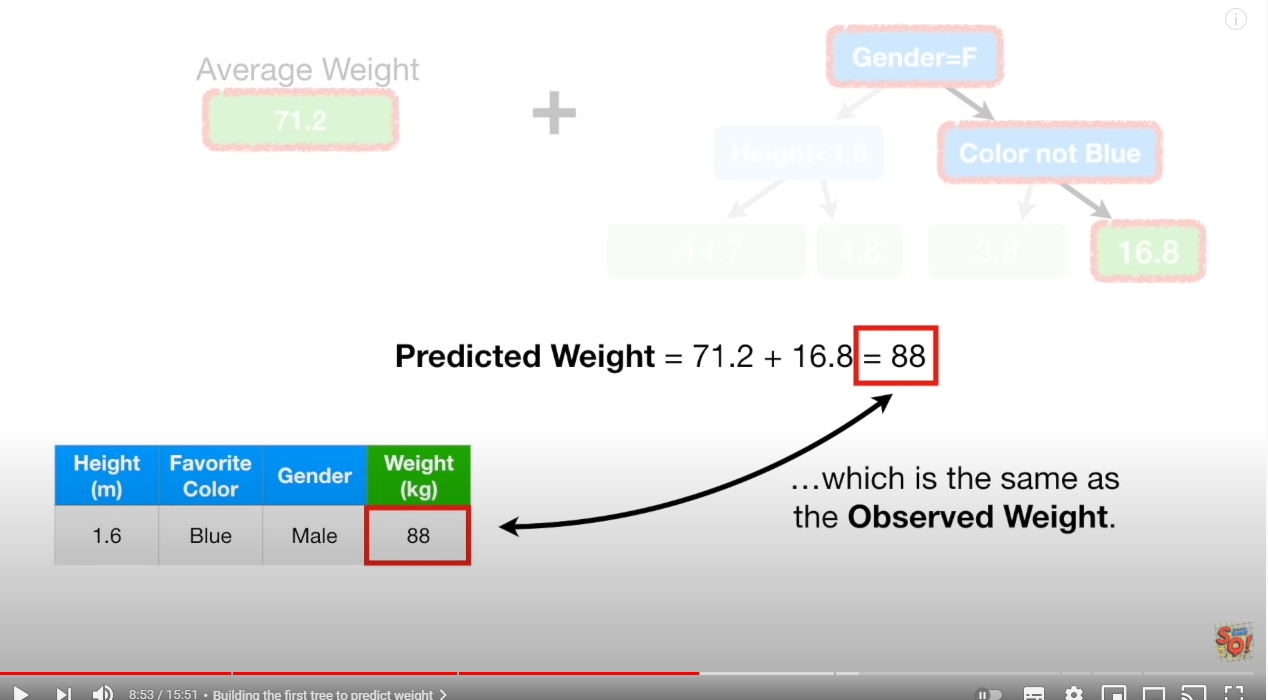 Average Weight
71.2
+
Gender=F
Height<1.6
Color not Blue
-14.7
4.8
3.8
16.8
Predicted Weight = 71.2 + 16.8 = 88
Height (m)
Favorite Color
Gender
Weight (kg)
1.6
Blue
Male
88
...which is the same as
the Observed Weight.
SQ!
8:53 / 15:51 • Building the first tree to predict weight >